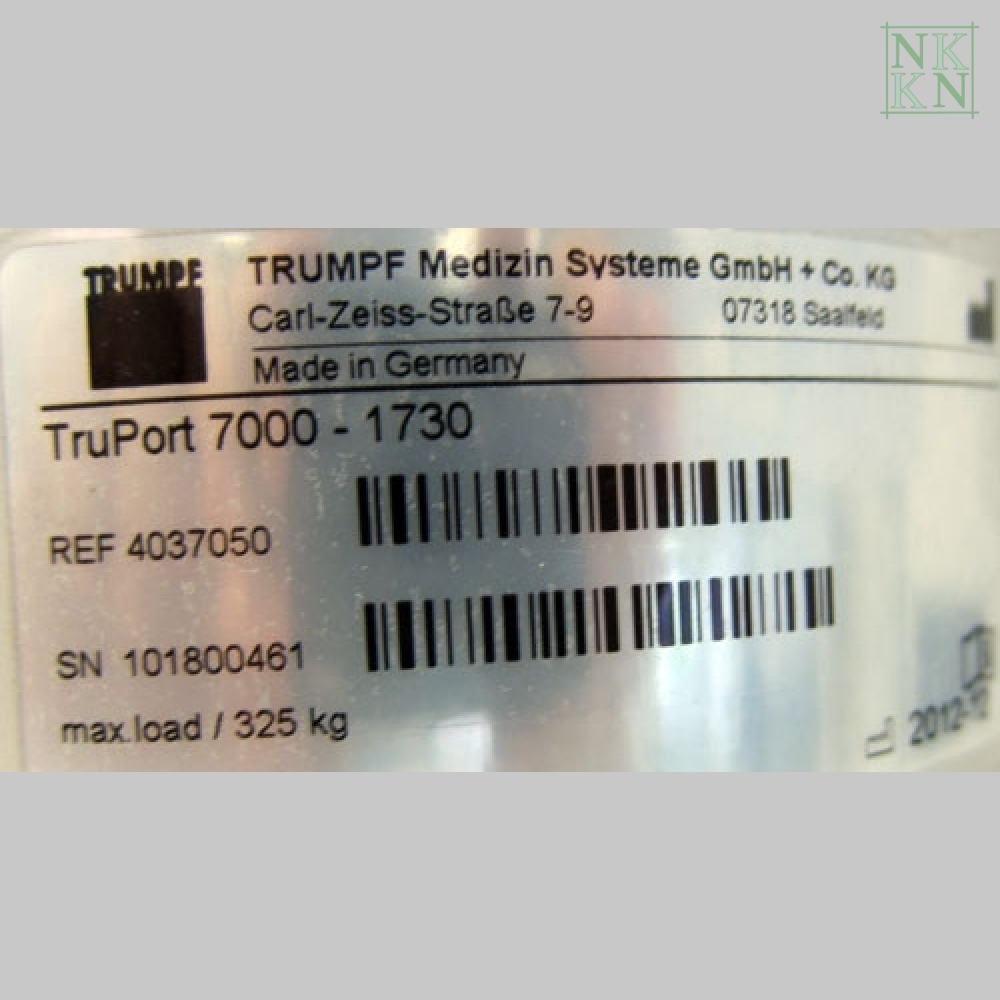 NK
KN
TRUMPF
TRUMPF Medizin Systeme GmbH + Co. KG
Carl-Zeiss-Straße 7-9 07318 Saalfeld
Made in Germany
TruPort 7000 - 1730
REF 4037050
SN 101800461
max.load / 325 kg